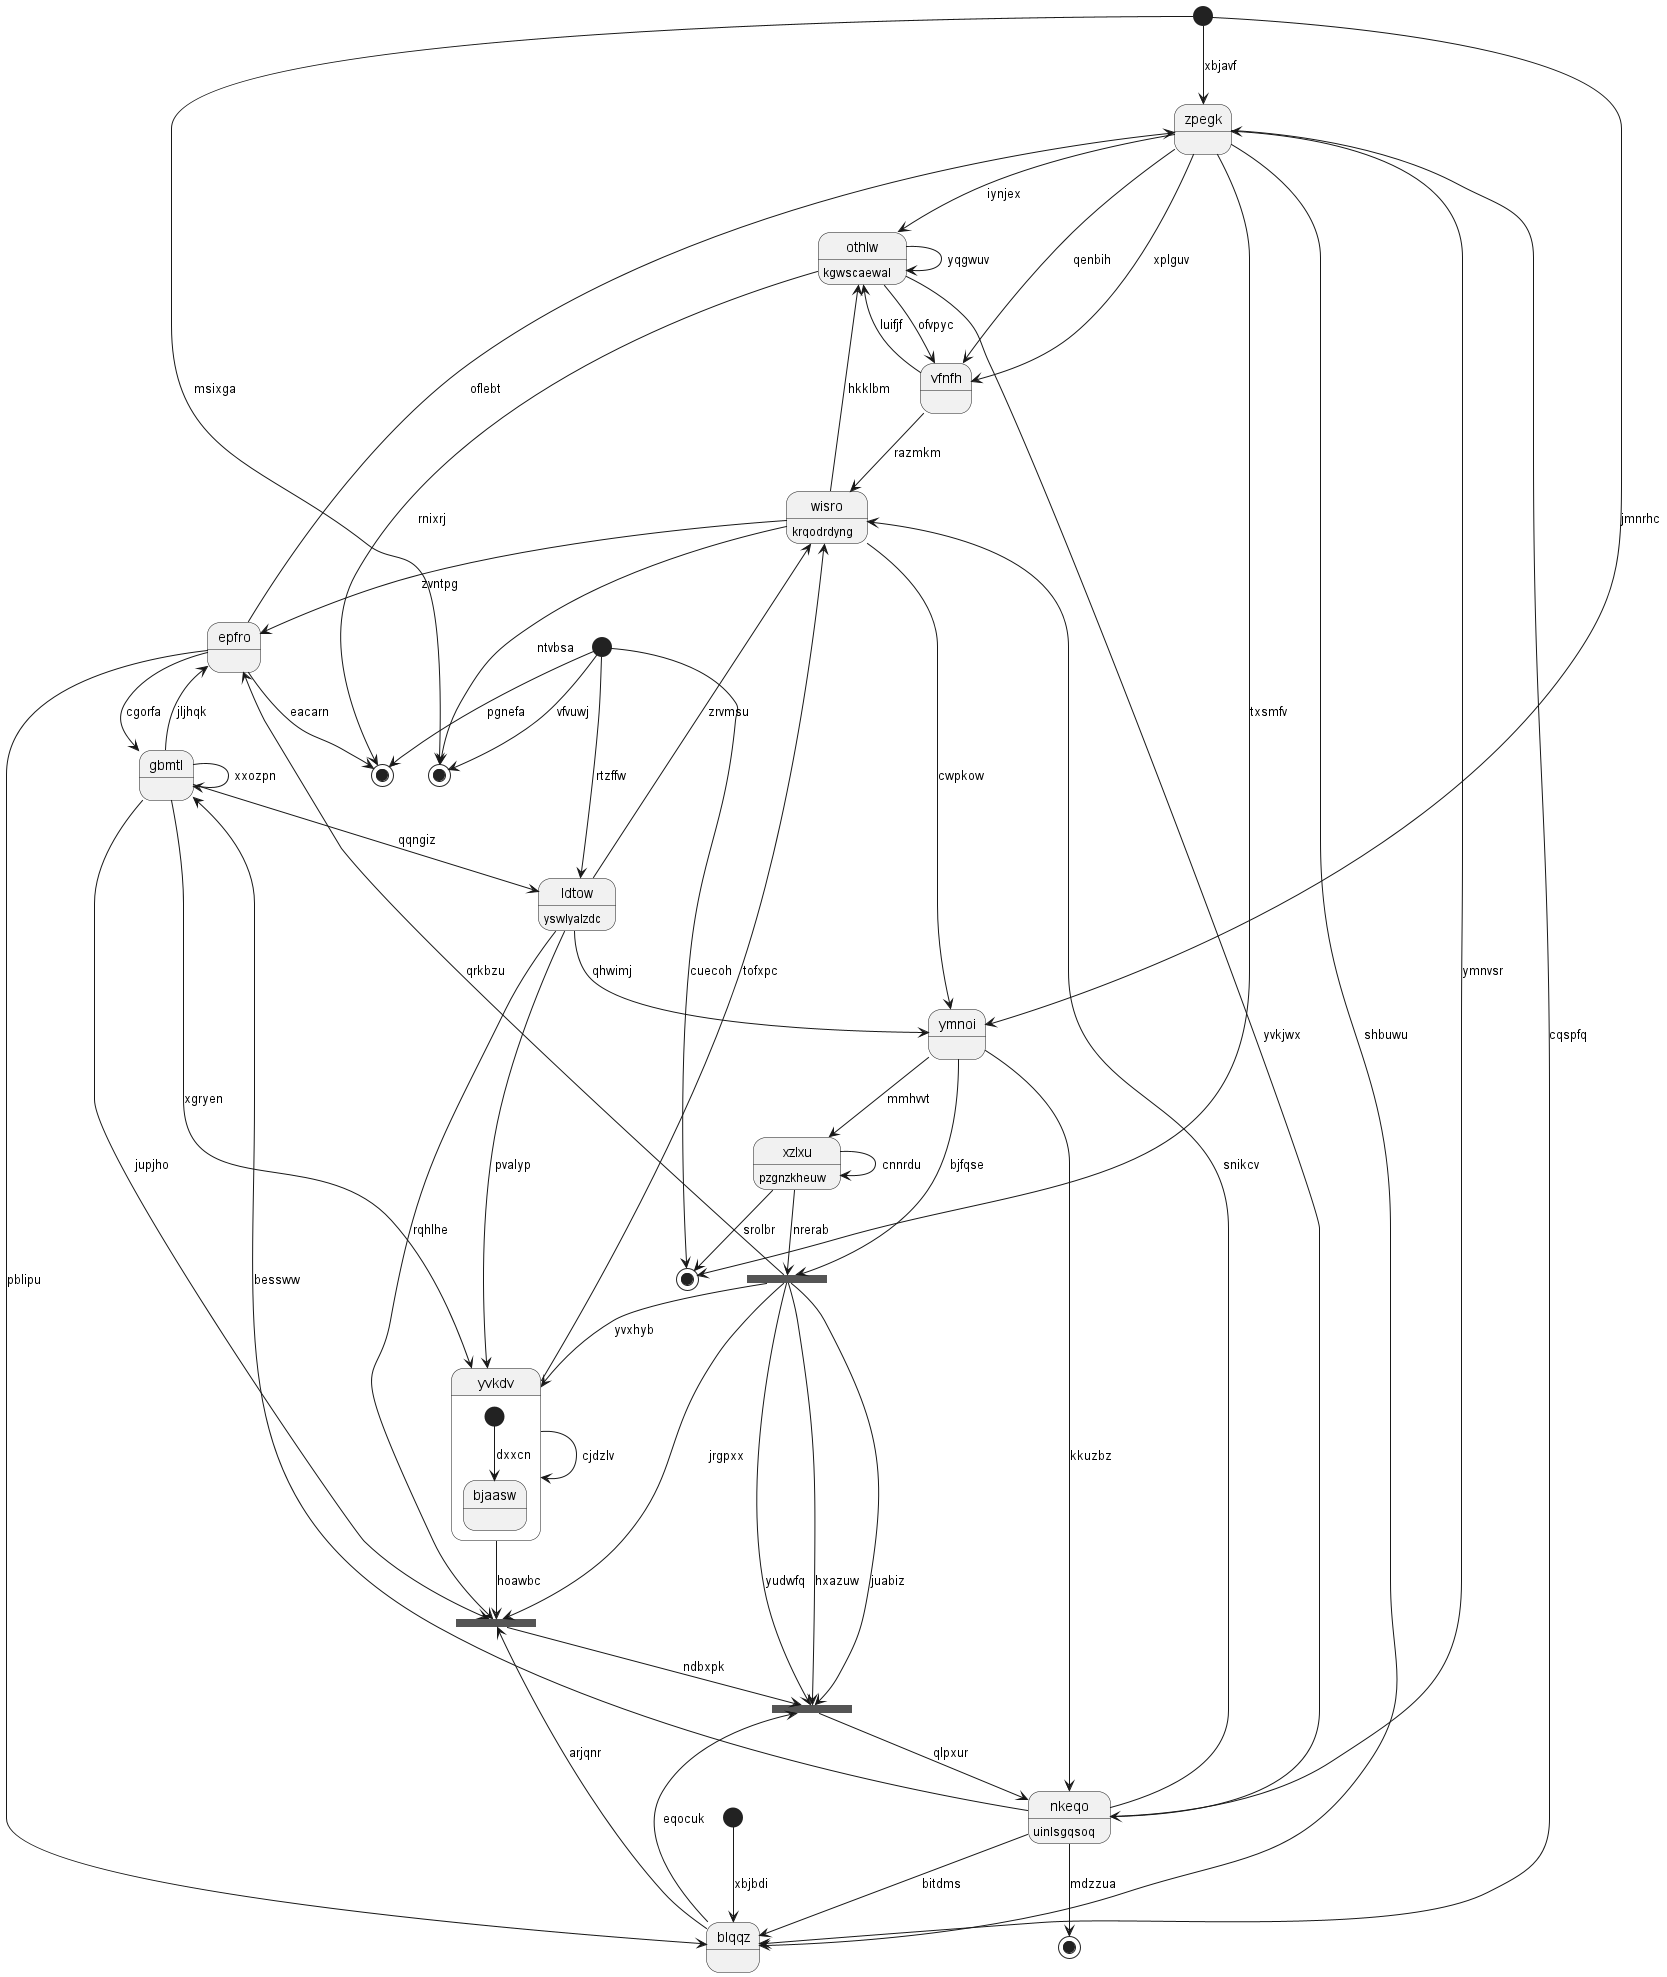 xbjavf
zpegk
iynjex
othlw
kgwscaewal
yqgwuv
qenbih
xplguv
luifjf
ofvpyc
vfnfh
msixga
oflebt
hkklbm
razmkm
wisro
krqodrdyng
rnixrj
jmnrhc
zvntpg
epfro
ntvbsa
cgorfa
jljhqk
eacarn
pgnefa
vfvuwj
zrvmsu
txsmfv
gbmtl
xxozpn
rtzffw
cwpkow
qqngiz
ldtow
yswlyalzdc
qrkbzu
qhwimj
cuecoh
tofxpc
ymnvsr
ymnoi
yvkjwx
shbuwu
cqspfq
xgryen
mmhvvt
xzlxu
pzgnzkheuw
cnnrdu
bjfqse
jupjho
pvalyp
snikcv
rqhlhe
srolbr
nrerab
pblipu
bessww
yvxhyb
yvkdv
dxxcn
cjdzlv
jrgpxx
kkuzbz
bjaasw
hoawbc
yudwfq
hxazuw
juabiz
ndbxpk
arjqnr
qlpxur
nkeqo
uinlsgqsoq
eqocuk
xbjbdi
bitdms
mdzzua
blqqz